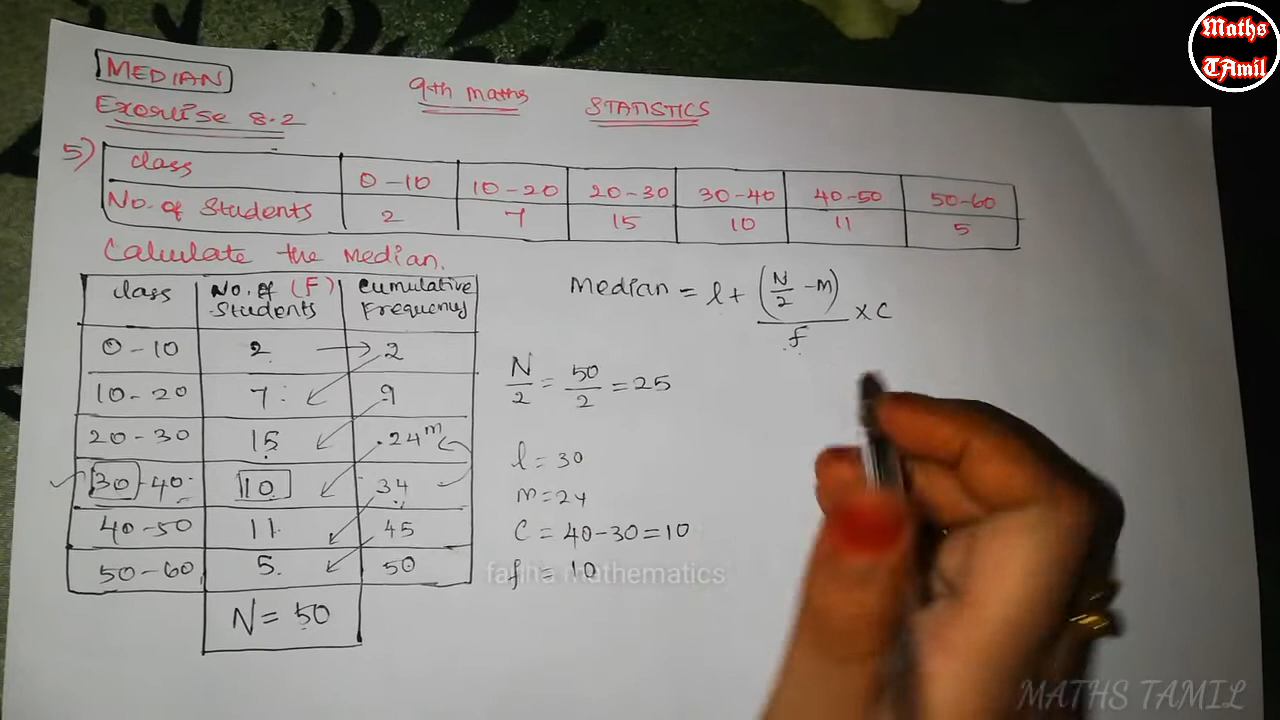 Maths
TAmil
MEDIAN
9th maths STATISTICS
Exercise 8.2
5) class 0-10 10-20 20-30 30-40 40-50 50-60
No. of Students 2 7 15 10 11 5
Calculate the Median.
class No. of (F) Students Cumulative Frequency
0-10 2 2
10-20 7 9
20-30 15 24 m
30-40 10 34
40-50 11 45
50-60 5 50
N = 50
Median = l + (N/2 - m)/f × C
N/2 = 50/2 = 25
l = 30
m = 24
C = 40-30 = 10
f = 10
mathematics
MATHS TAMIL